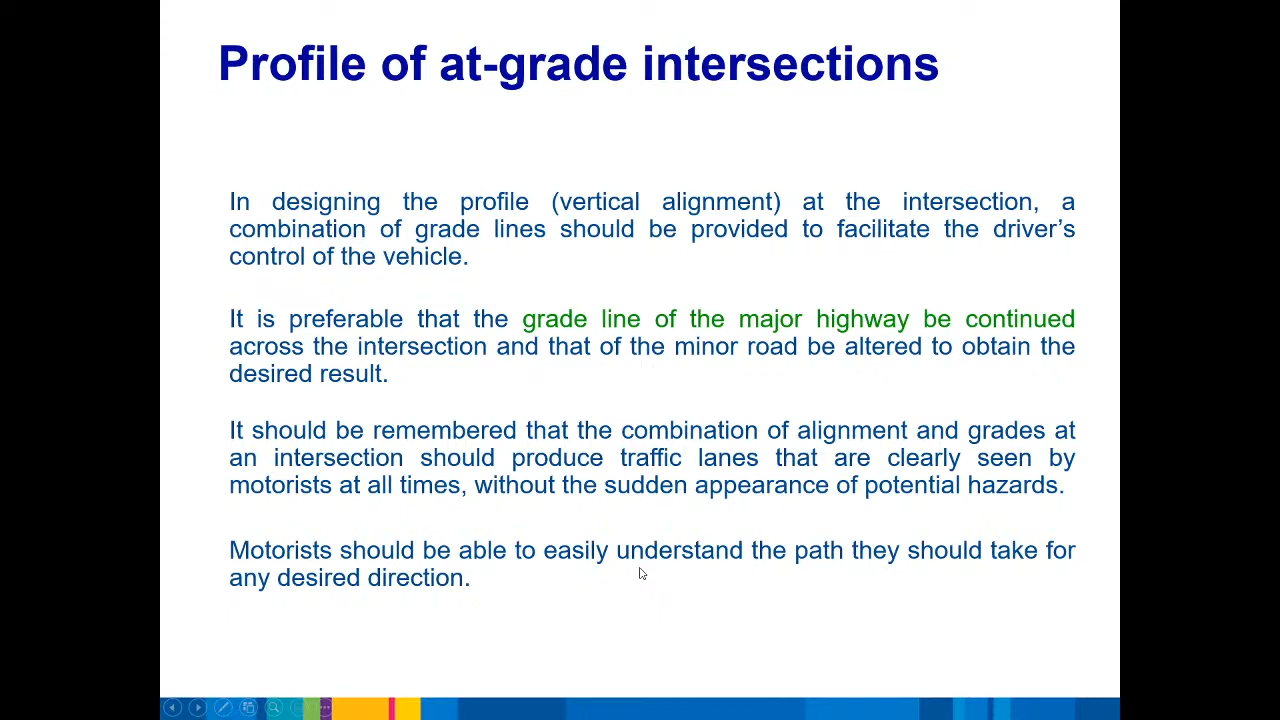 Profile of at-grade intersections
In designing the profile (vertical alignment) at the intersection, a
combination of grade lines should be provided to facilitate the driver’s
control of the vehicle.
It is preferable that the grade line of the major highway be continued
across the intersection and that of the minor road be altered to obtain the
desired result.
It should be remembered that the combination of alignment and grades at
an intersection should produce traffic lanes that are clearly seen by
motorists at all times, without the sudden appearance of potential hazards.
Motorists should be able to easily understand the path they should take for
any desired direction.